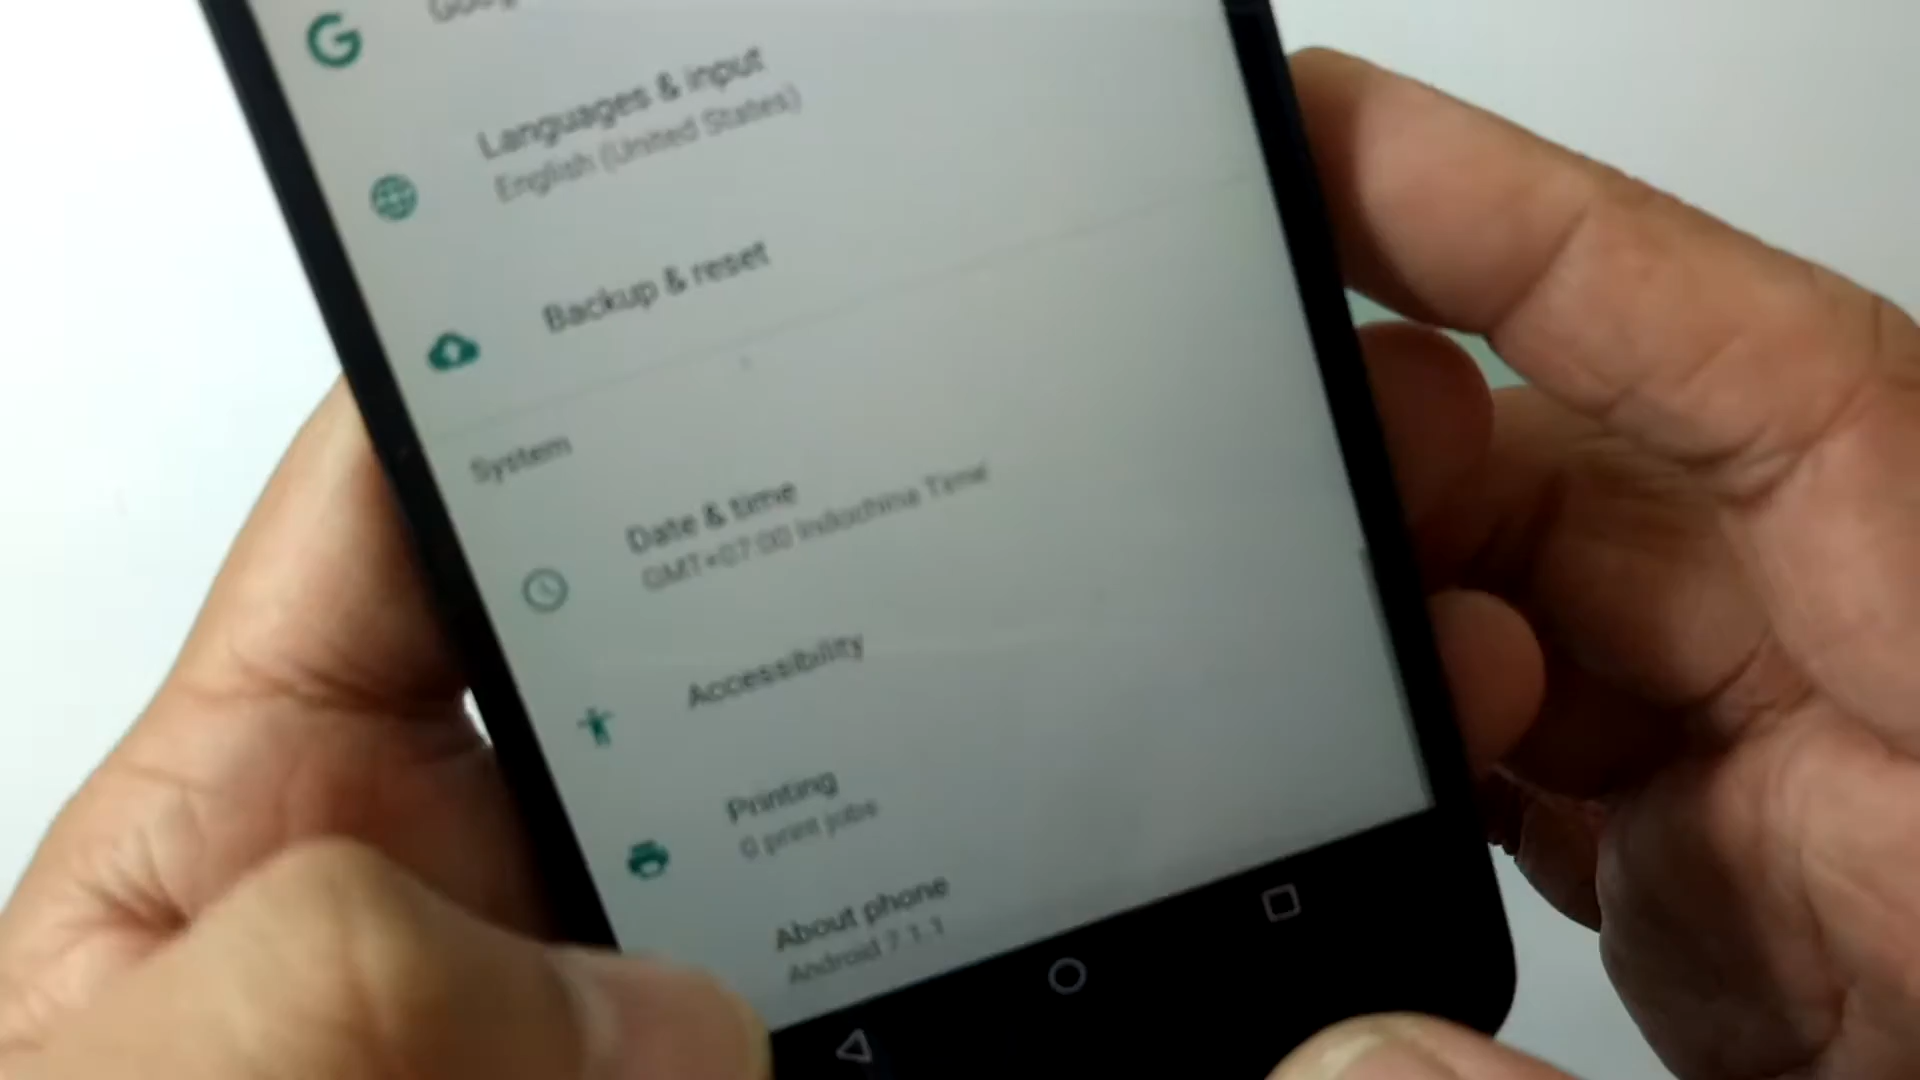 Languages & input
English (United States)
Backup & reset
System
Date & time
GMT+07:00 Indochina Time
Accessibility
Printing
0 print jobs
About phone
Android 7.1.1